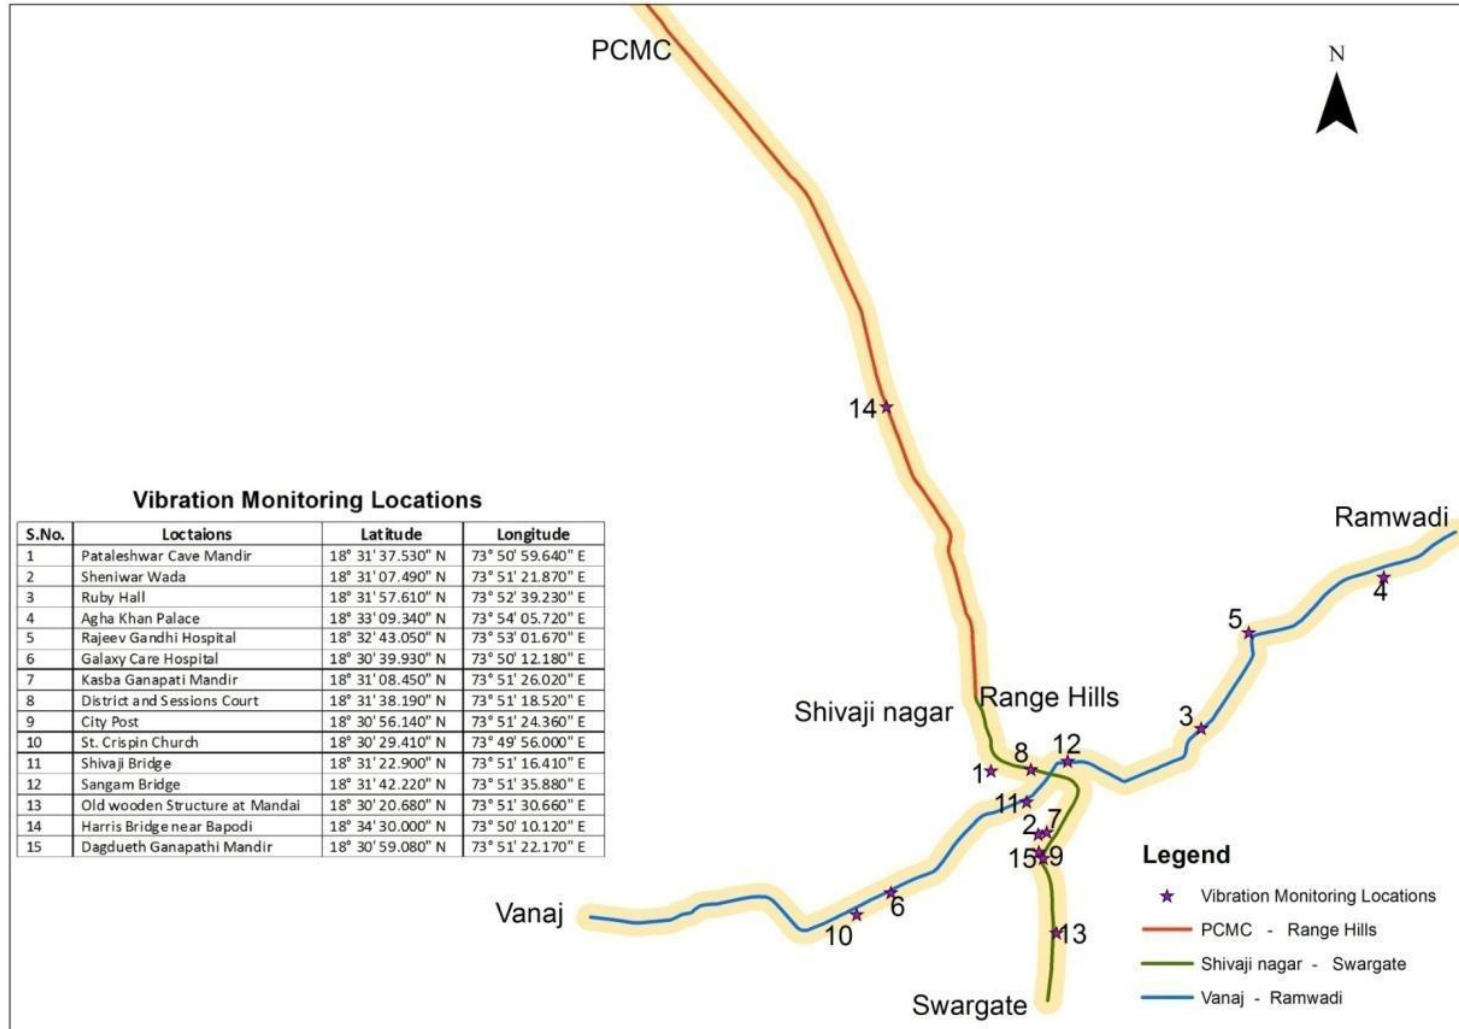 PCMC
N
14
Vibration Monitoring Locations
S.No. Loctaions Latitude Longitude
1 Pataleshwar Cave Mandir 18° 31' 37.530" N 73° 50' 59.640" E
2 Sheniwar Wada 18° 31' 07.490" N 73° 51' 21.870" E
3 Ruby Hall 18° 31' 57.610" N 73° 52' 39.230" E
4 Agha Khan Palace 18° 33' 09.340" N 73° 54' 05.720" E
5 Rajeev Gandhi Hospital 18° 32' 43.050" N 73° 53' 01.670" E
6 Galaxy Care Hospital 18° 30' 39.930" N 73° 50' 12.180" E
7 Kasba Ganapati Mandir 18° 31' 08.450" N 73° 51' 26.020" E
8 District and Sessions Court 18° 31' 38.190" N 73° 51' 18.520" E
9 City Post 18° 30' 56.140" N 73° 51' 24.360" E
10 St. Crispin Church 18° 30' 29.410" N 73° 49' 56.000" E
11 Shivaji Bridge 18° 31' 22.900" N 73° 51' 16.410" E
12 Sangam Bridge 18° 31' 42.220" N 73° 51' 35.880" E
13 Old wooden Structure at Mandai 18° 30' 20.680" N 73° 51' 30.660" E
14 Harris Bridge near Bapodi 18° 34' 30.000" N 73° 50' 10.120" E
15 Dagdueth Ganapathi Mandir 18° 30' 59.080" N 73° 51' 22.170" E
Ramwadi
4
5
Range Hills
Shivaji nagar
3
12
8
1
11
7
2
15
9
6
Vanaj
10
13
Swargate
Legend
Vibration Monitoring Locations
PCMC - Range Hills
Shivaji nagar - Swargate
Vanaj - Ramwadi